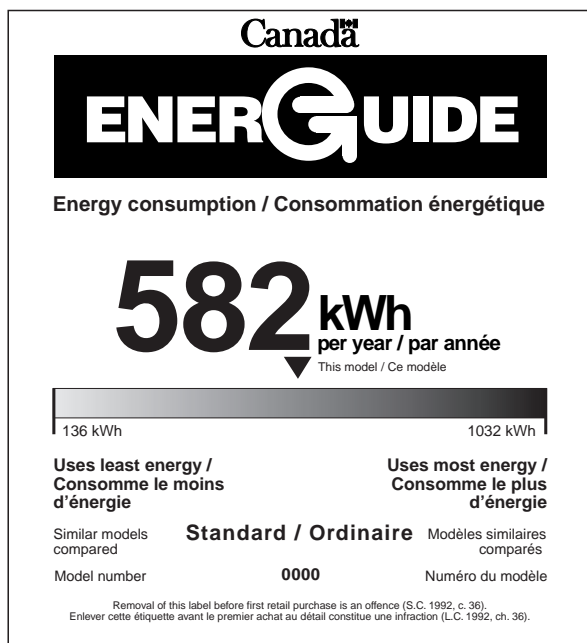 Canada
ENERGUIDE
Energy consumption / Consommation énergétique
582 kWh
per year / par année
This model / Ce modèle
136 kWh 1032 kWh
Uses least energy / Uses most energy /
Consomme le moins Consomme le plus
d'énergie d'énergie
Similar models Standard / Ordinaire Modèles similaires
compared comparés
Model number 0000 Numéro du modèle
Removal of this label before first retail purchase is an offence (S.C. 1992, c. 36).
Enlever cette étiquette avant le premier achat au détail constitue une infraction (L.C. 1992, ch. 36).